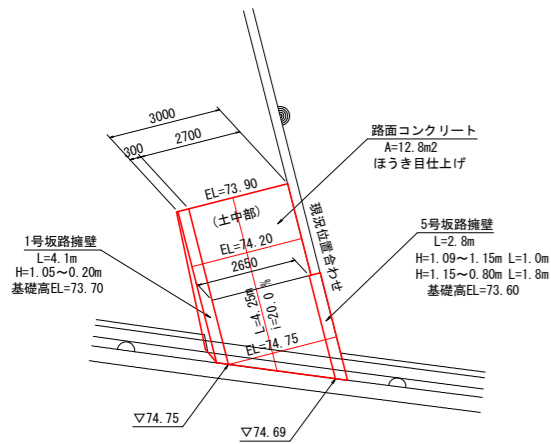 3000
300
2700
路面コンクリート
A=12.8m2
ほうき目仕上げ
EL=73.90
(土中部)
現況位置合わせ
1号坂路擁壁
L=4.1m
H=1.05～0.20m
基礎高EL=73.70
EL=74.20
2650
5号坂路擁壁
L=2.8m
H=1.09～1.15m L=1.0m
H=1.15～0.80m L=1.8m
基礎高EL=73.60
L=4.25m
i=20.0%
EL=74.75
▽74.75
▽74.69